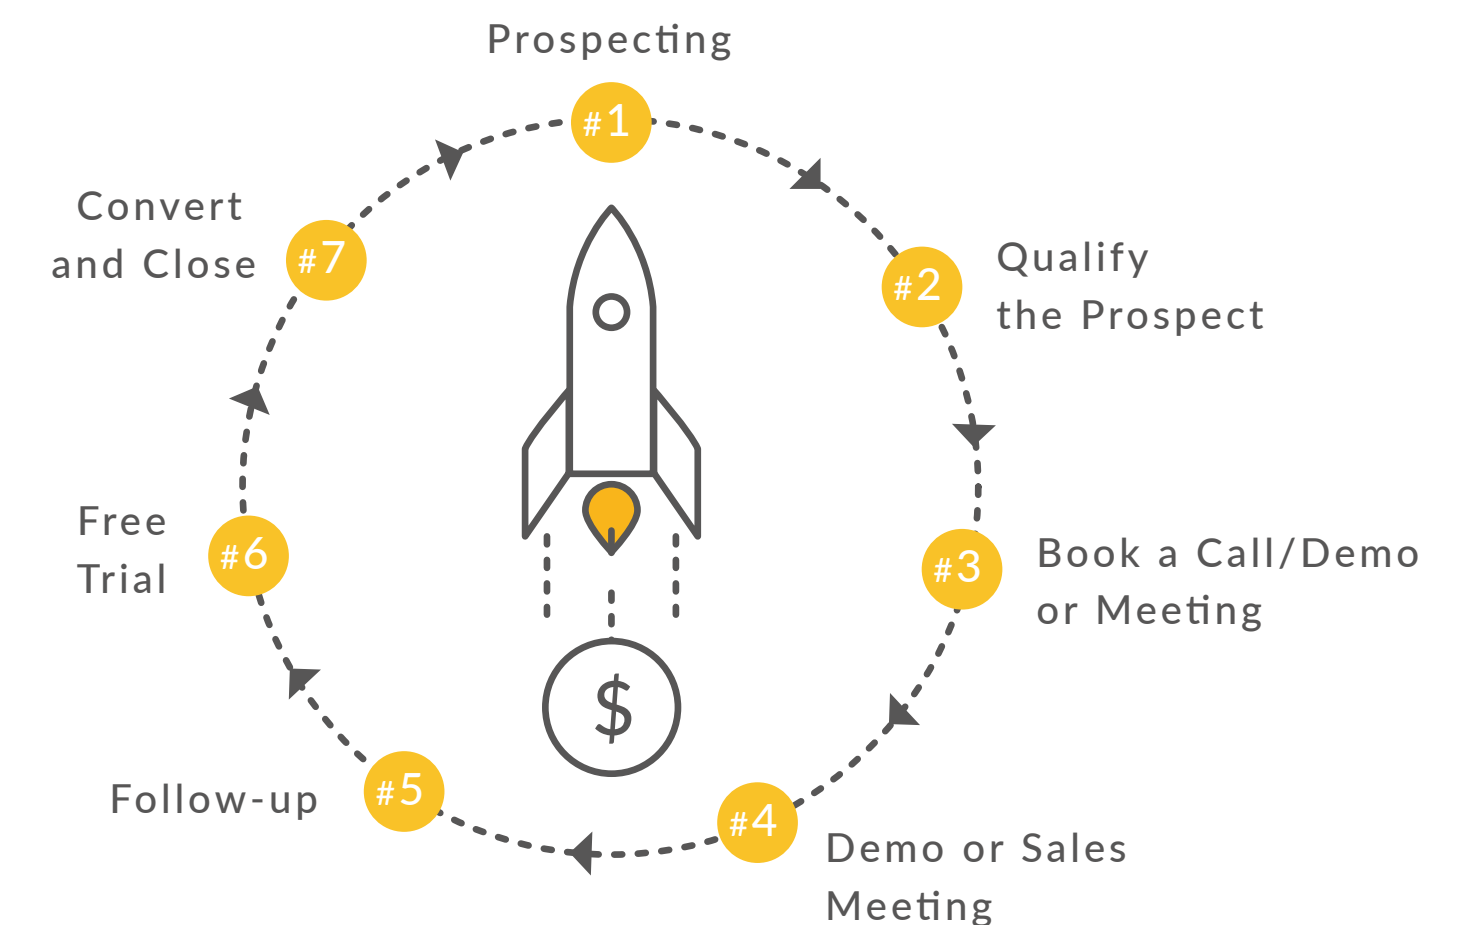 Prospecting
#1
#2
Qualify
the Prospect
#3
Book a Call/Demo
or Meeting
#4
Demo or Sales
Meeting
#5
Follow-up
#6
Free
Trial
#7
Convert
and Close
$